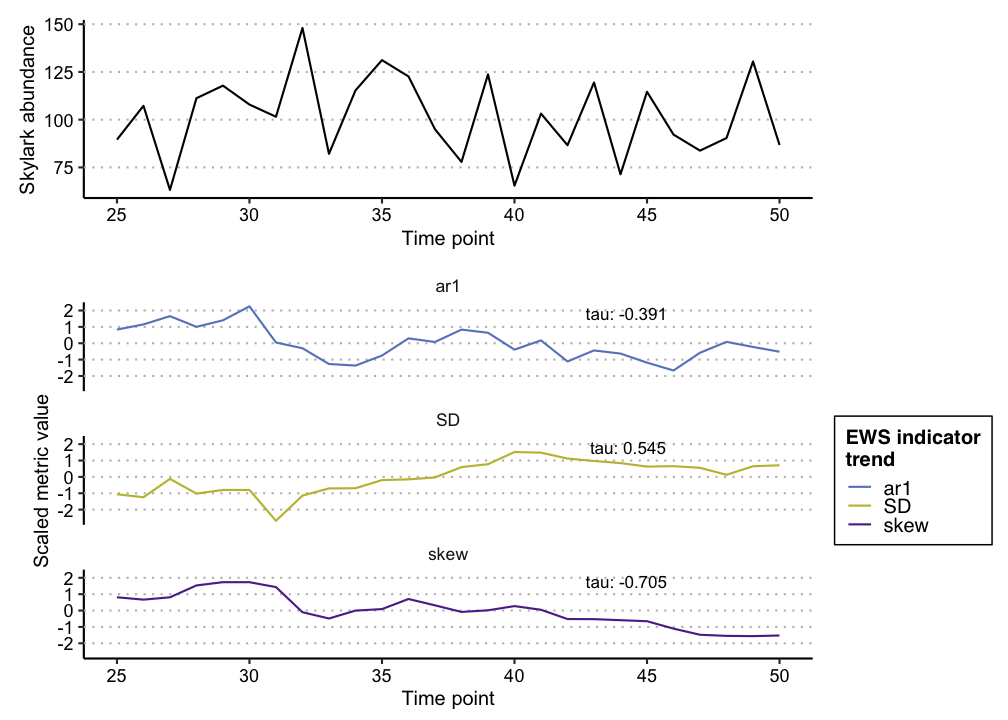 Skylark abundance
150
125
100
75
25 30 35 40 45 50
Time point
Scaled metric value
ar1
tau: -0.391
2
1
0
-1
-2
SD
tau: 0.545
2
1
0
-1
-2
skew
tau: -0.705
2
1
0
-1
-2
25 30 35 40 45 50
Time point
EWS indicator
trend
ar1
SD
skew